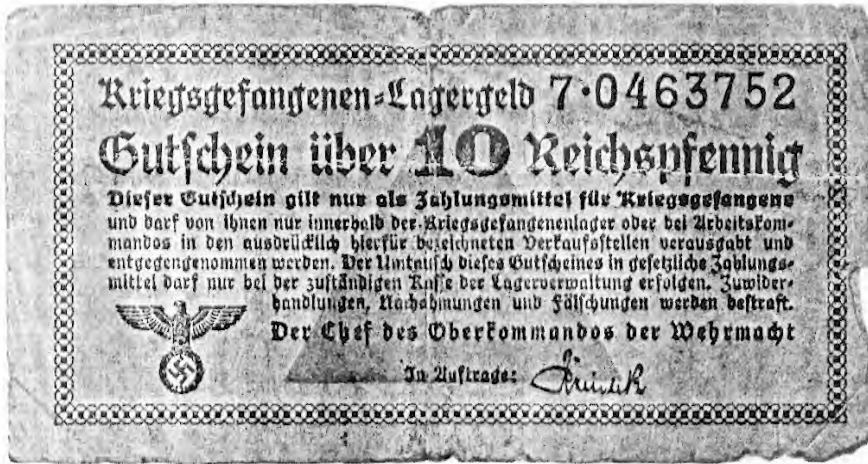 Kriegsgefangenen-Lagergeld 7·0463752
Gutschein über 10 Reichspfennig
Dieser Gutschein gilt nur als Zahlungsmittel für Kriegsgefangene
und darf von ihnen nur innerhalb der Kriegsgefangenenlager oder bei Arbeitskom-
mandos in den ausdrücklich hierfür bezeichneten Verkaufsstellen verausgabt und
entgegengenommen werden. Der Umtausch dieses Gutscheines in gesetzliche Zahlungs-
mittel darf nur bei der zuständigen Kasse der Lagerverwaltung erfolgen. Zuwider-
handlungen, Nachahmungen und Fälschungen werden bestraft.
Der Chef des Oberkommandos der Wehrmacht
Im Auftrage: